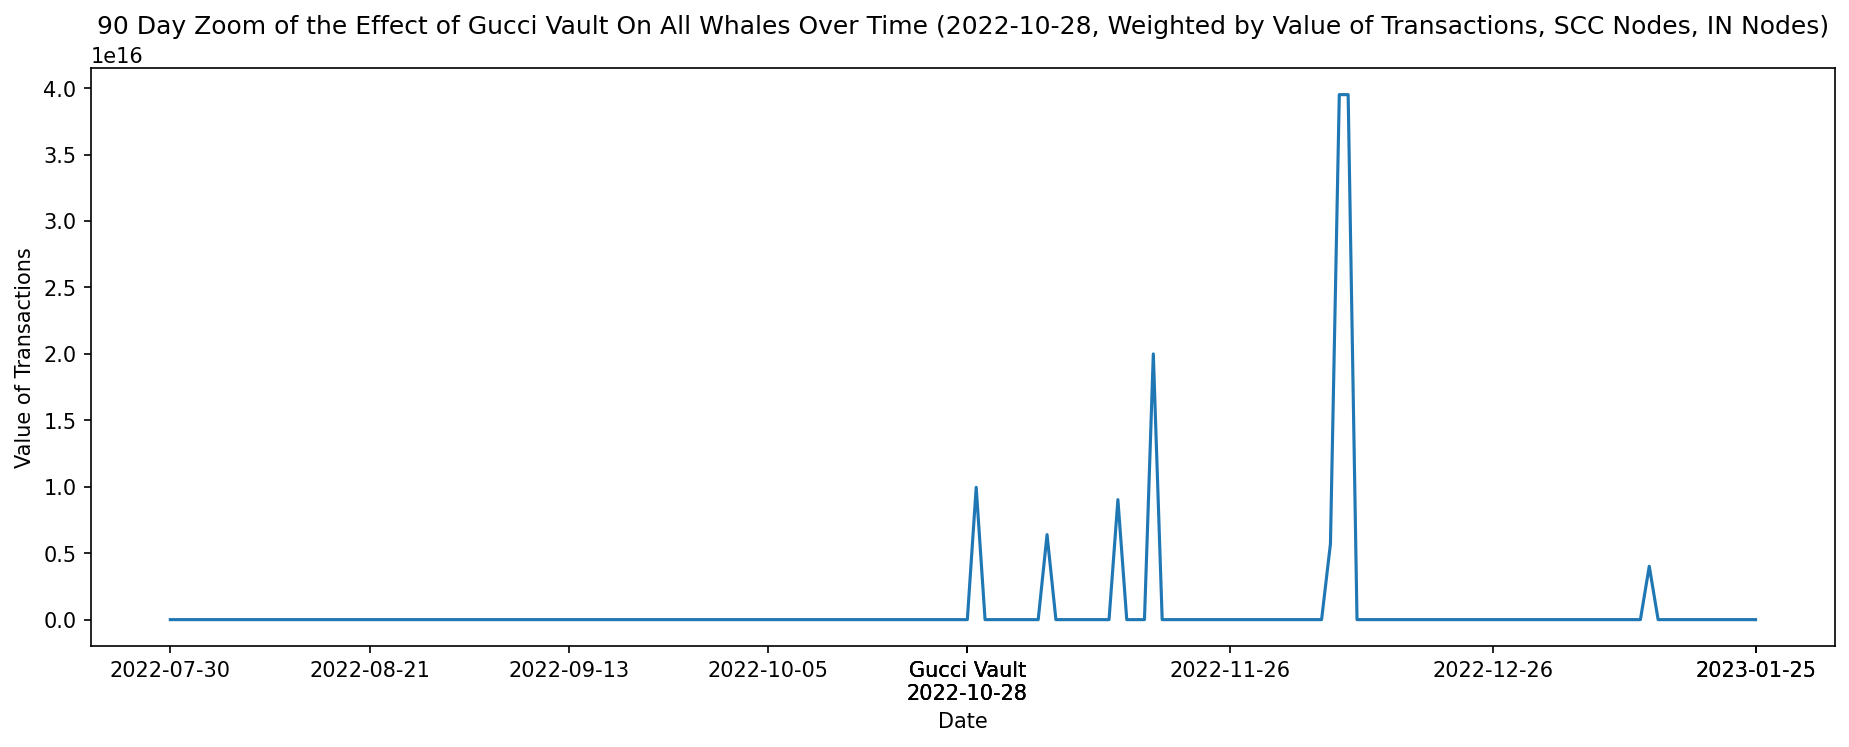 90 Day Zoom of the Effect of Gucci Vault On All Whales Over Time (2022-10-28, Weighted by Value of Transactions, SCC Nodes, IN Nodes)
1e16
4.0
3.5
3.0
2.5
2.0
1.5
1.0
0.5
0.0
Value of Transactions
2022-07-30 2022-08-21 2022-09-13 2022-10-05 Gucci Vault 2022-11-26 2022-12-26 2023-01-25
2022-10-28
Date